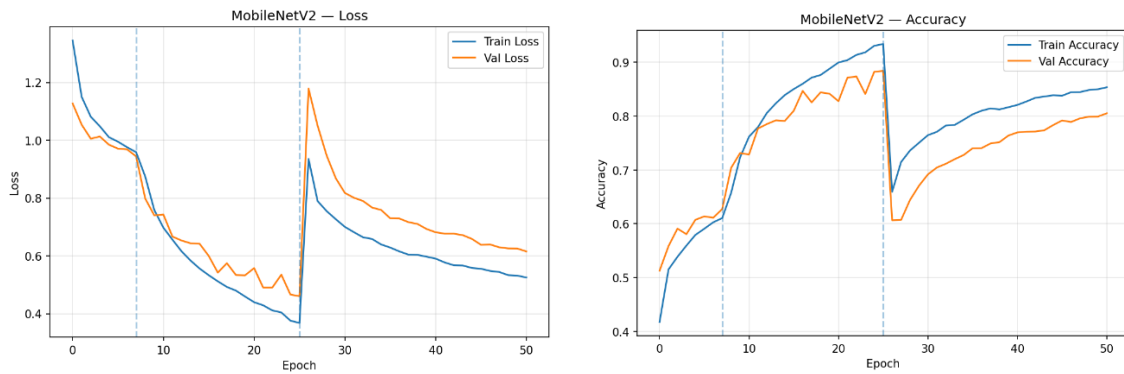 MobileNetV2 — Loss
Train Loss
Val Loss
1.2
1.0
0.8
0.6
0.4
Loss
0 10 20 30 40 50
Epoch
MobileNetV2 — Accuracy
Train Accuracy
Val Accuracy
0.9
0.8
0.7
0.6
0.5
0.4
Accuracy
0 10 20 30 40 50
Epoch